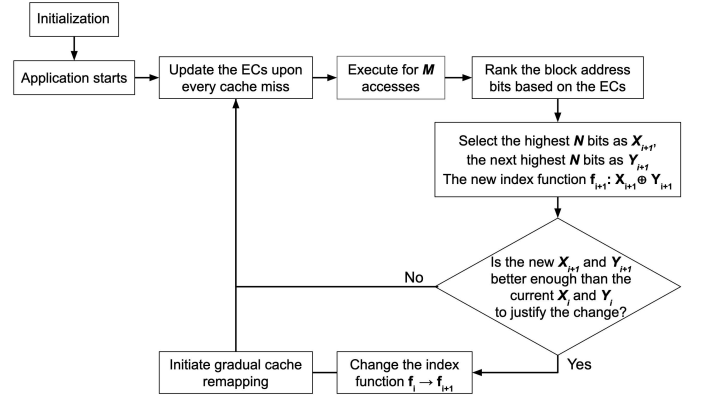 Initialization
Application starts
Update the ECs upon
every cache miss
Execute for M
accesses
Rank the block address
bits based on the ECs
Select the highest N bits as Xi+1,
the next highest N bits as Yi+1
The new index function fi+1: Xi+1 ⊕ Yi+1
Is the new Xi+1 and Yi+1
better enough than the
current Xi and Yi
to justify the change?
No
Yes
Change the index
function fi → fi+1
Initiate gradual cache
remapping